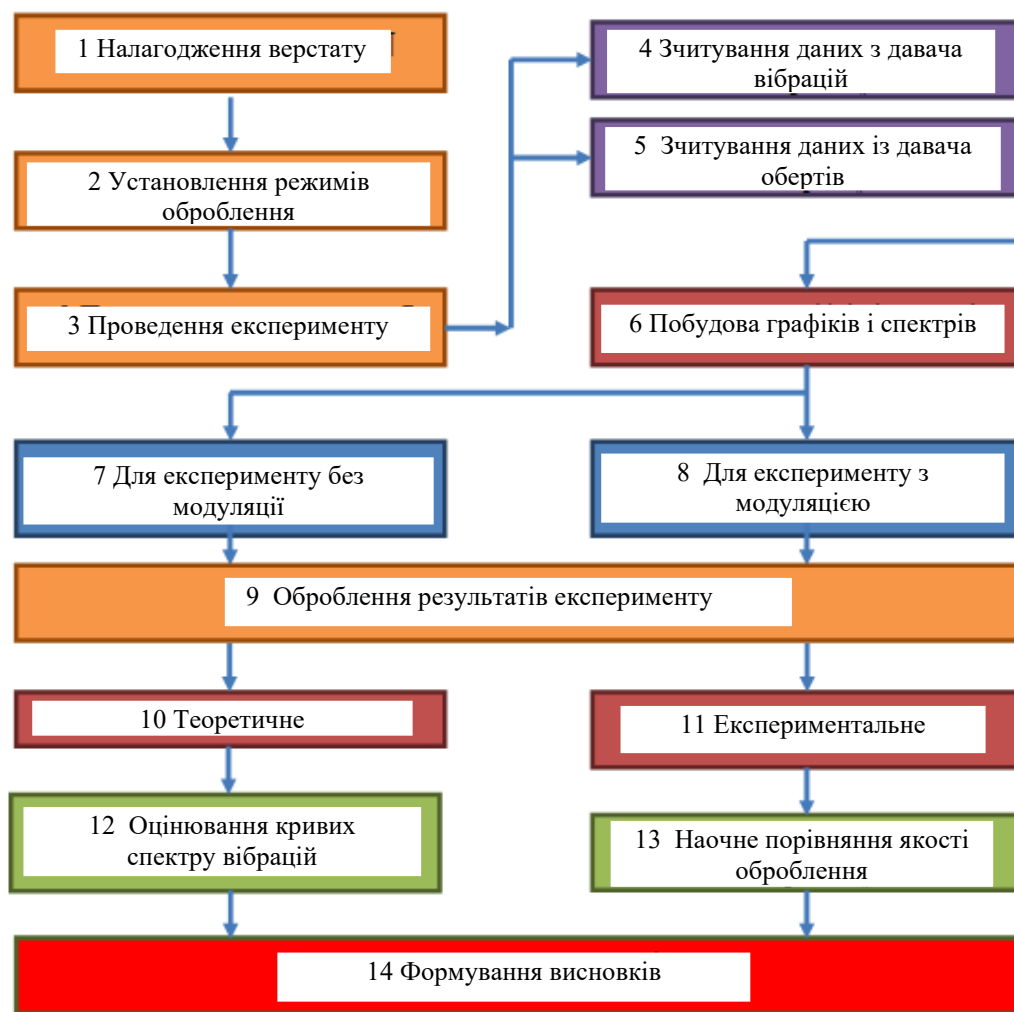 1 Налагодження верстату
2 Установлення режимів
оброблення
3 Проведення експерименту
4 Зчитування даних з давача
вібрацій
5 Зчитування даних із давача
обертів
6 Побудова графіків і спектрів
7 Для експерименту без
модуляції
8 Для експерименту з
модуляцією
9 Оброблення результатів експерименту
10 Теоретичне
11 Експериментальне
12 Оцінювання кривих
спектру вібрацій
13 Наочне порівняння якості
оброблення
14 Формування висновків